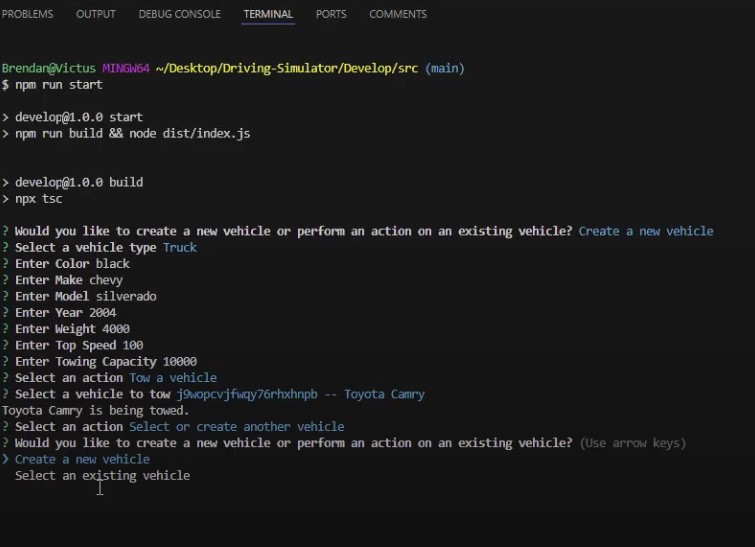 PROBLEMS OUTPUT DEBUG CONSOLE TERMINAL PORTS COMMENTS
Brendan@Victus MINGW64 ~/Desktop/Driving-Simulator/Develop/src (main)
$ npm run start
> develop@1.0.0 start
> npm run build && node dist/index.js
> develop@1.0.0 build
> npx tsc
? Would you like to create a new vehicle or perform an action on an existing vehicle? Create a new vehicle
? Select a vehicle type Truck
? Enter Color black
? Enter Make chevy
? Enter Model silverado
? Enter Year 2004
? Enter Weight 4000
? Enter Top Speed 100
? Enter Towing Capacity 10000
? Select an action Tow a vehicle
? Select a vehicle to tow j9wopcvjfwqy76rhxhnpb -- Toyota Camry
Toyota Camry is being towed.
? Select an action Select or create another vehicle
? Would you like to create a new vehicle or perform an action on an existing vehicle? (Use arrow keys)
❯ Create a new vehicle
Select an existing vehicle